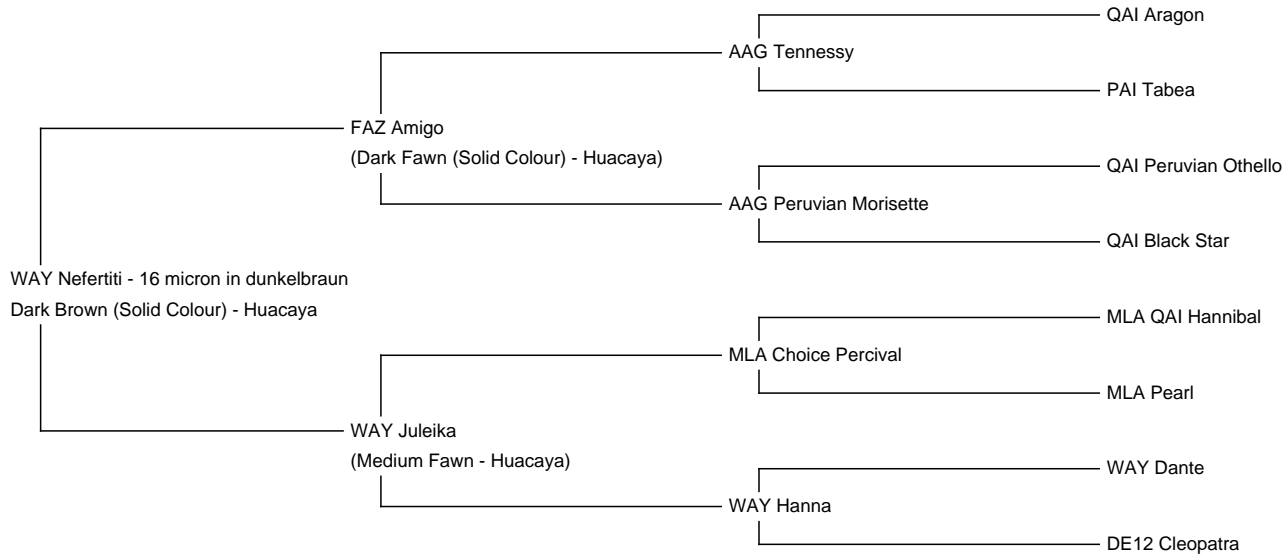 QAI Aragon
AAG Tennessy
PAI Tabea
FAZ Amigo
(Dark Fawn (Solid Colour) - Huacaya)
QAI Peruvian Othello
AAG Peruvian Morisette
QAI Black Star
WAY Nefertiti - 16 micron in dunkelbraun
Dark Brown (Solid Colour) - Huacaya
MLA QAI Hannibal
MLA Choice Percival
MLA Pearl
WAY Juleika
(Medium Fawn - Huacaya)
WAY Dante
WAY Hanna
DE12 Cleopatra